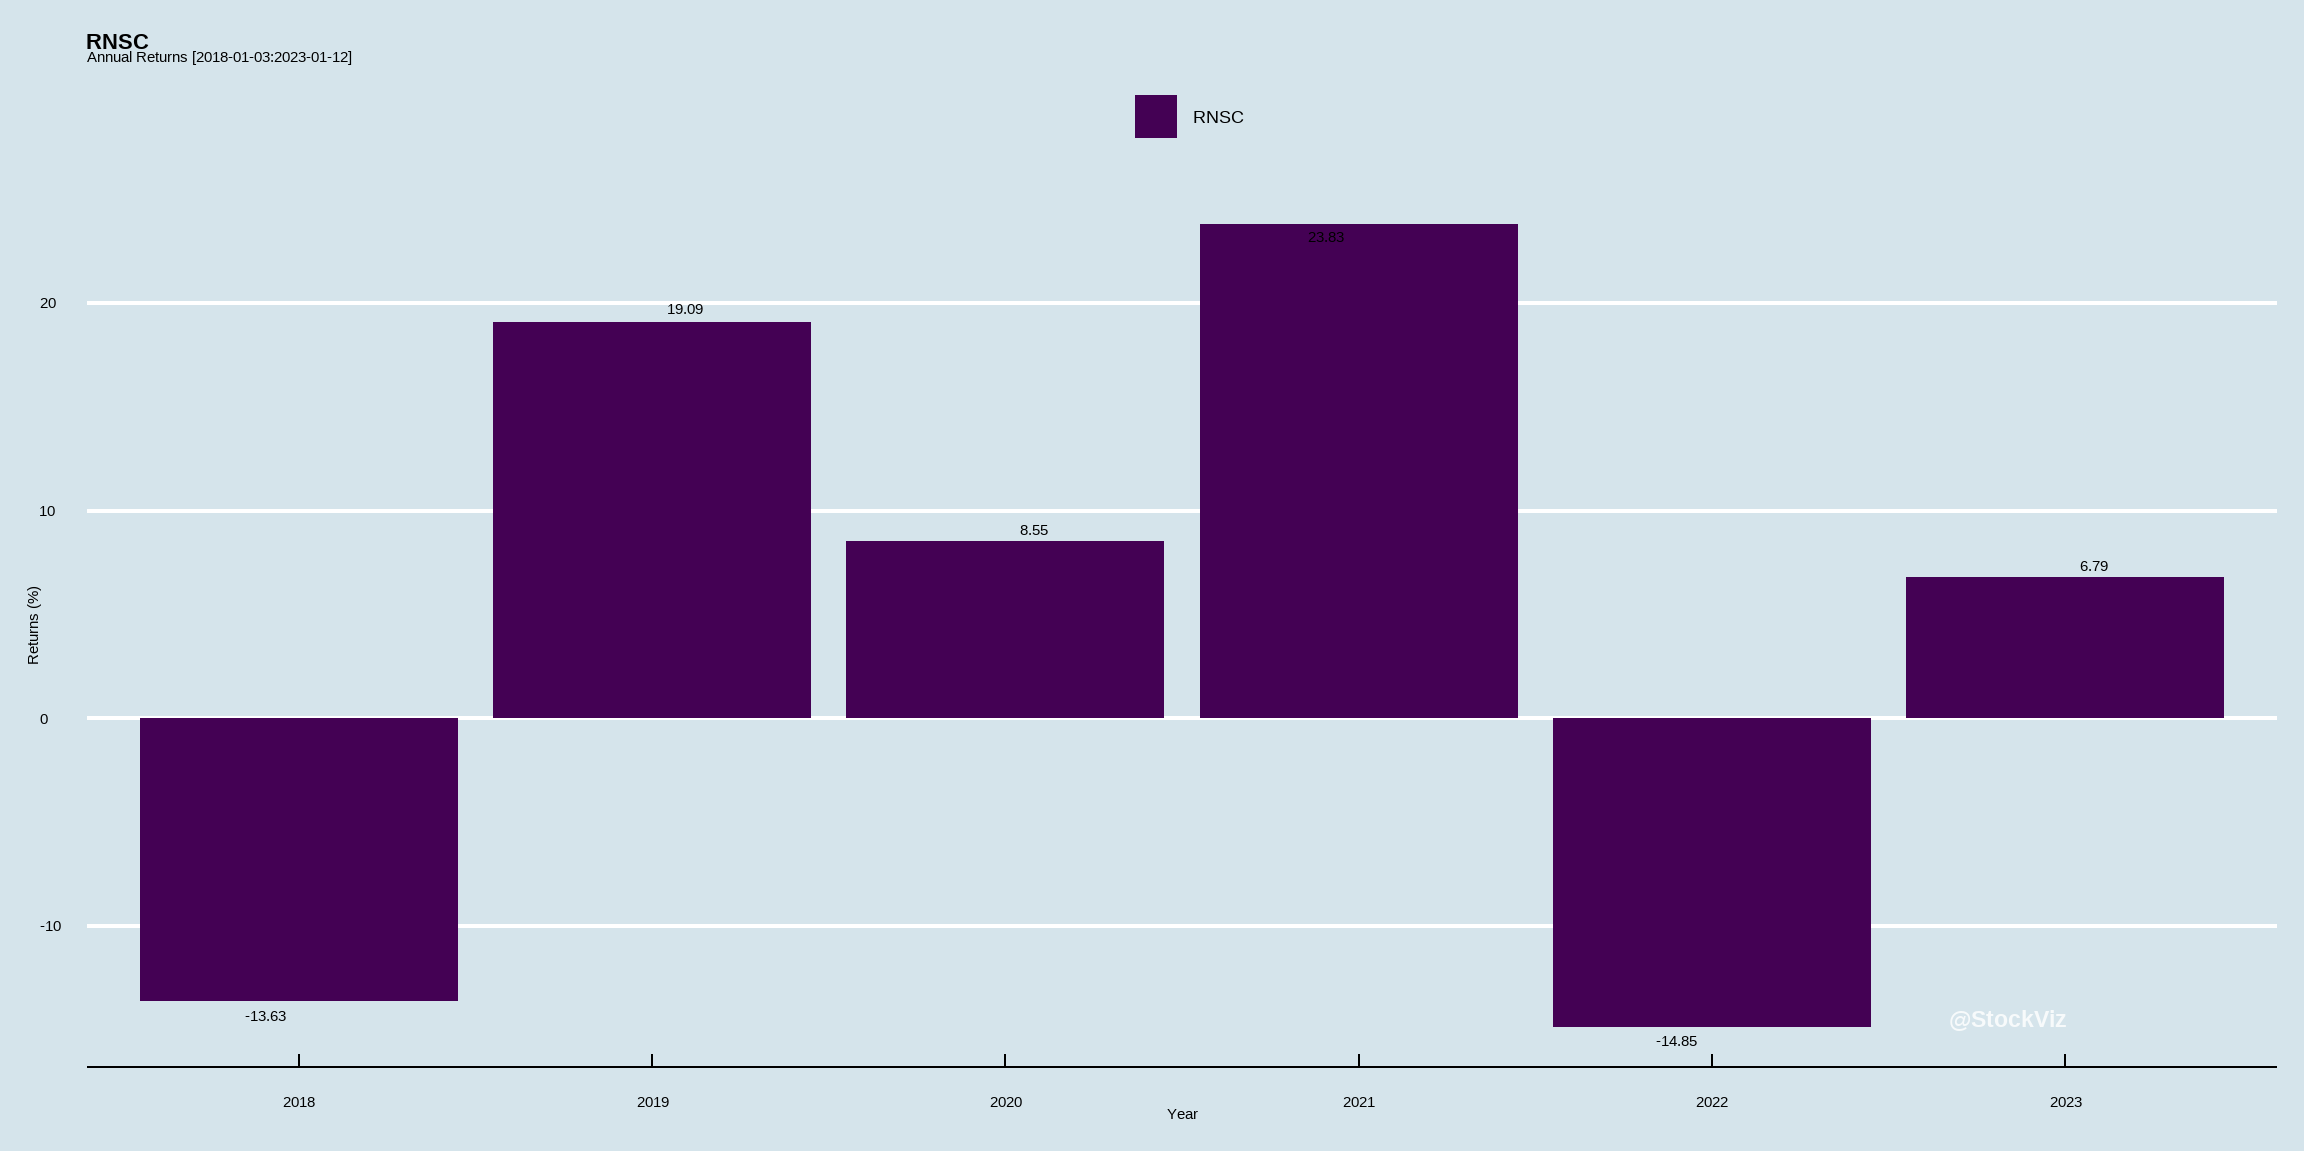 RNSC
Annual Returns [2018-01-03:2023-01-12]
RNSC
23.83
20
19.09
10
8.55
6.79
Returns (%)
0
-10
-13.63
@StockViz
-14.85
2018
2019
2020
2021
2022
2023
Year